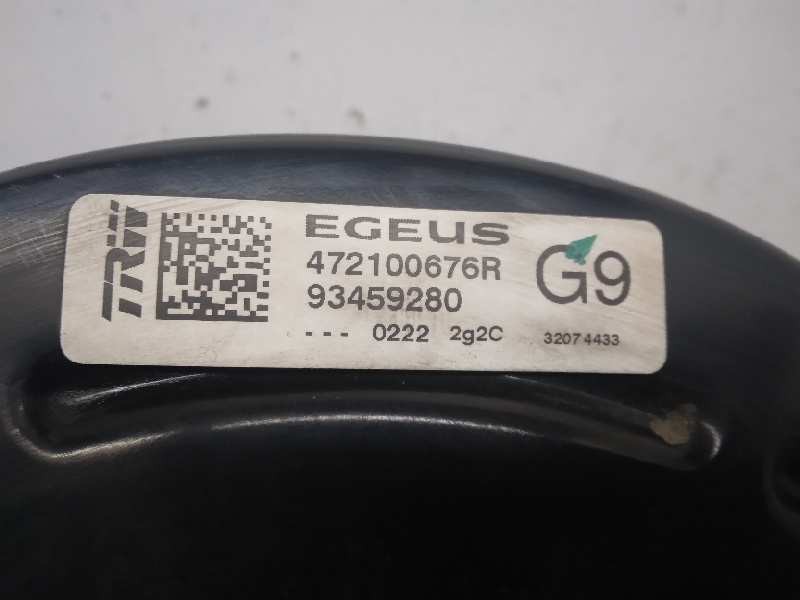 TRW
EGEUS
472100676R
93459280
--- 0222 2g2C
G9
32074433